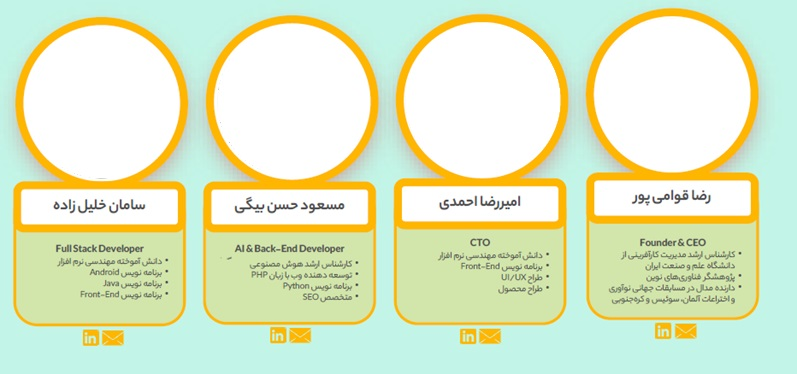 رضا قوامی پور
Founder & CEO
• کارشناس ارشد مدیریت کارآفرینی از
دانشگاه علم و صنعت ایران
• پژوهشگر فناوری‌های نوین
• دارنده مدال در مسابقات جهانی نوآوری
و اختراعات آلمان، سوئیس و کره‌جنوبی
in
امیررضا احمدی
CTO
• دانش آموخته مهندسی نرم افزار
• برنامه نویس Front-End
• طراح UI/UX
• طراح محصول
in
مسعود حسن بیگی
AI & Back-End Developer
• کارشناس ارشد هوش مصنوعی
• توسعه دهنده وب با زبان PHP
• برنامه نویس Python
• متخصص SEO
in
سامان خلیل زاده
Full Stack Developer
• دانش آموخته مهندسی نرم افزار
• برنامه نویس Android
• برنامه نویس Java
• برنامه نویس Front-End
in